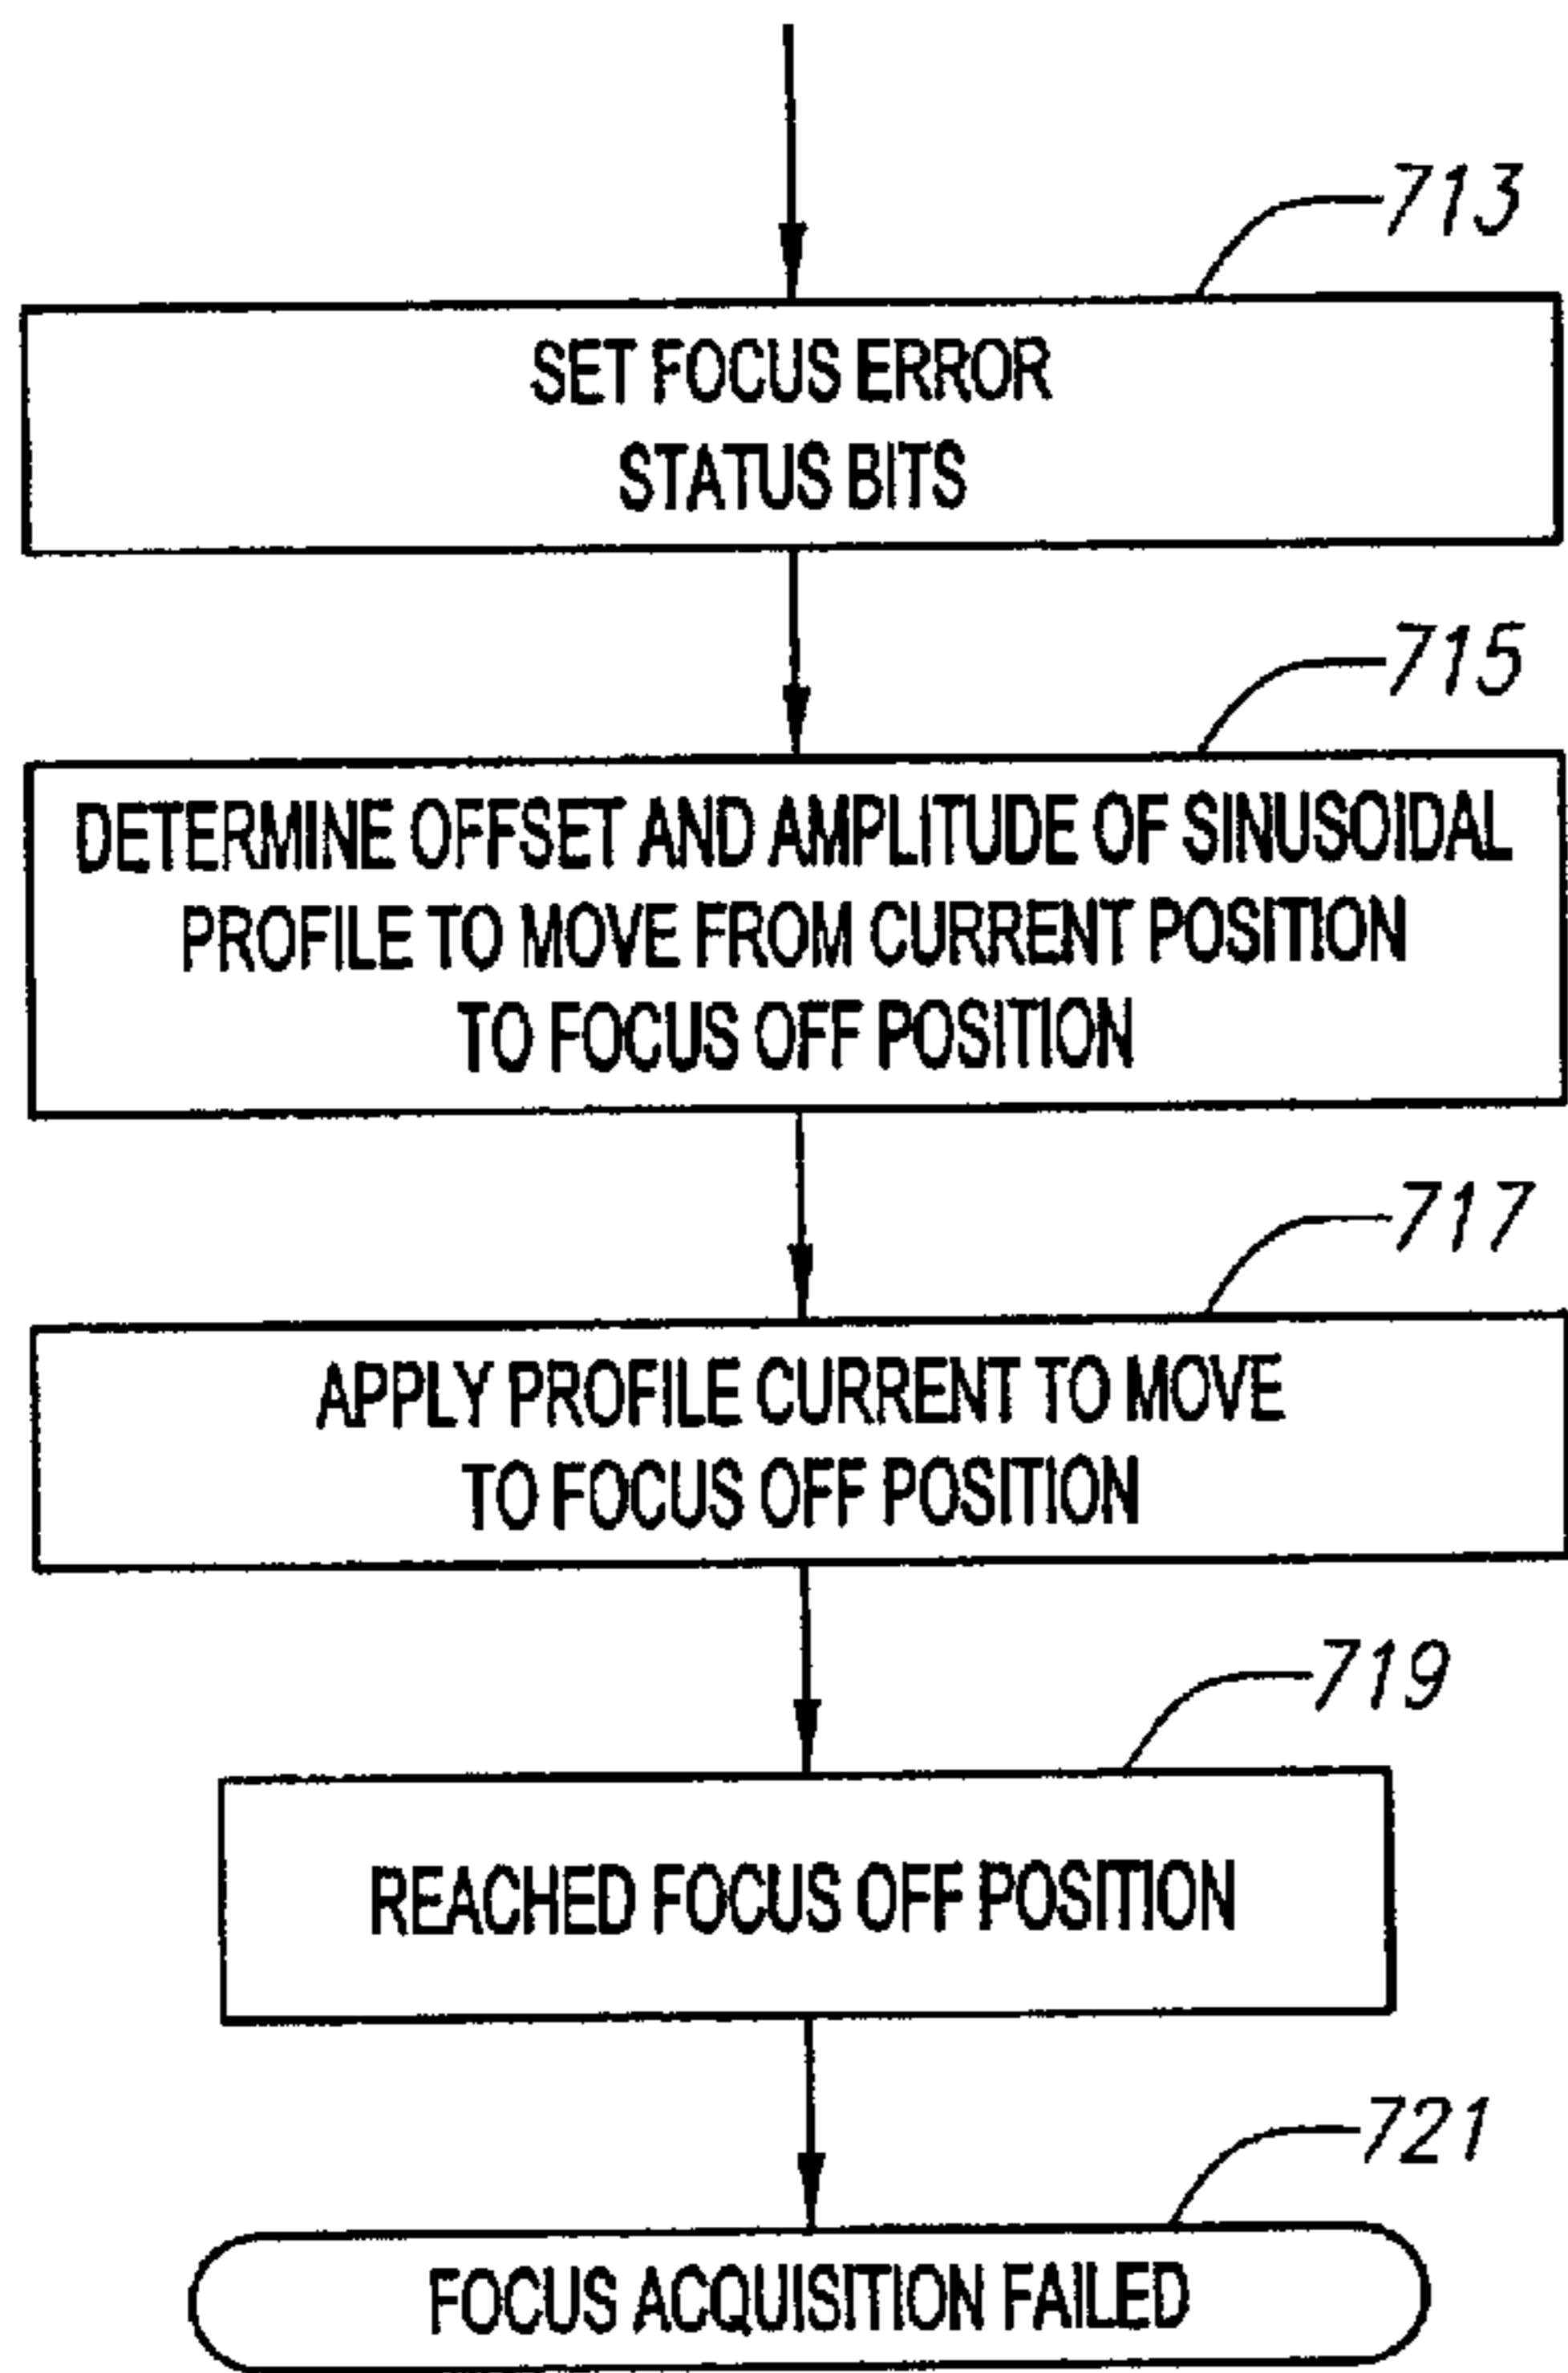 713
SET FOCUS ERROR
STATUS BITS
715
DETERMINE OFFSET AND AMPLITUDE OF SINUSOIDAL
PROFILE TO MOVE FROM CURRENT POSITION
TO FOCUS OFF POSITION
717
APPLY PROFILE CURRENT TO MOVE
TO FOCUS OFF POSITION
719
REACHED FOCUS OFF POSITION
721
FOCUS ACQUISITION FAILED